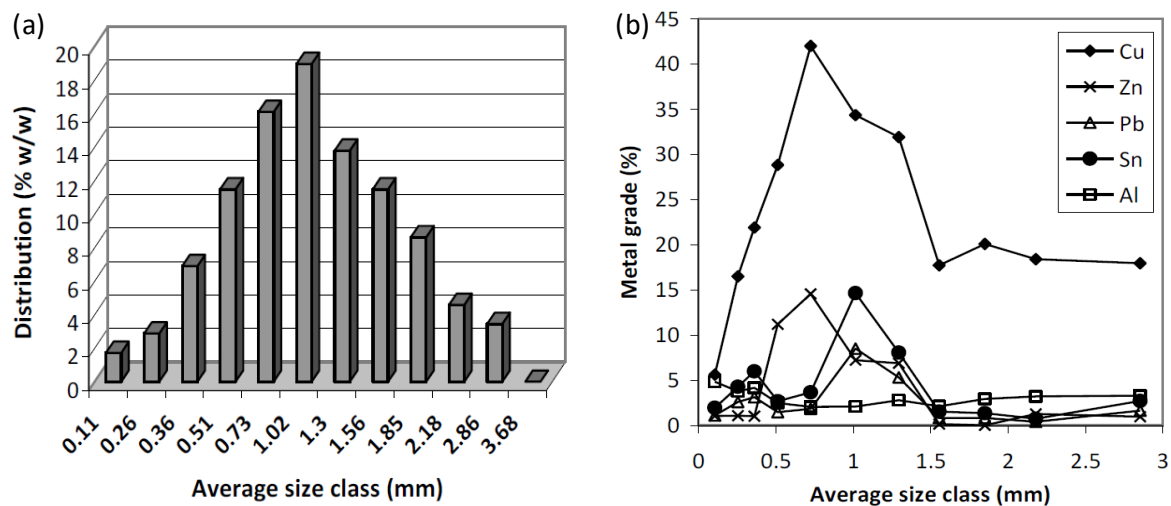 (a)
Distribution (% w/w)
20
18
16
14
12
10
8
6
4
2
0
0.11 0.26 0.36 0.51 0.73 1.02 1.3 1.56 1.85 2.18 2.86 3.68
Average size class (mm)
(b)
Metal grade (%)
45
40
35
30
25
20
15
10
5
0
0 0.5 1 1.5 2 2.5 3
Average size class (mm)
Cu
Zn
Pb
Sn
Al